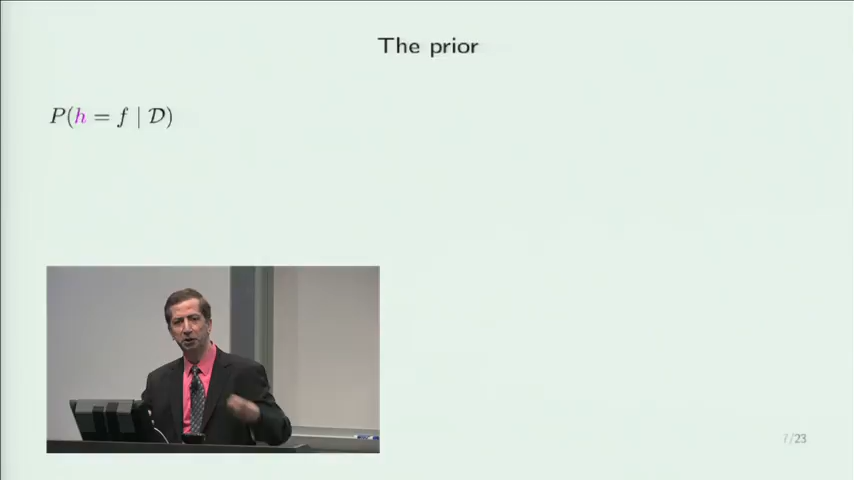 The prior
P(h = f | 𝒟)
7/23